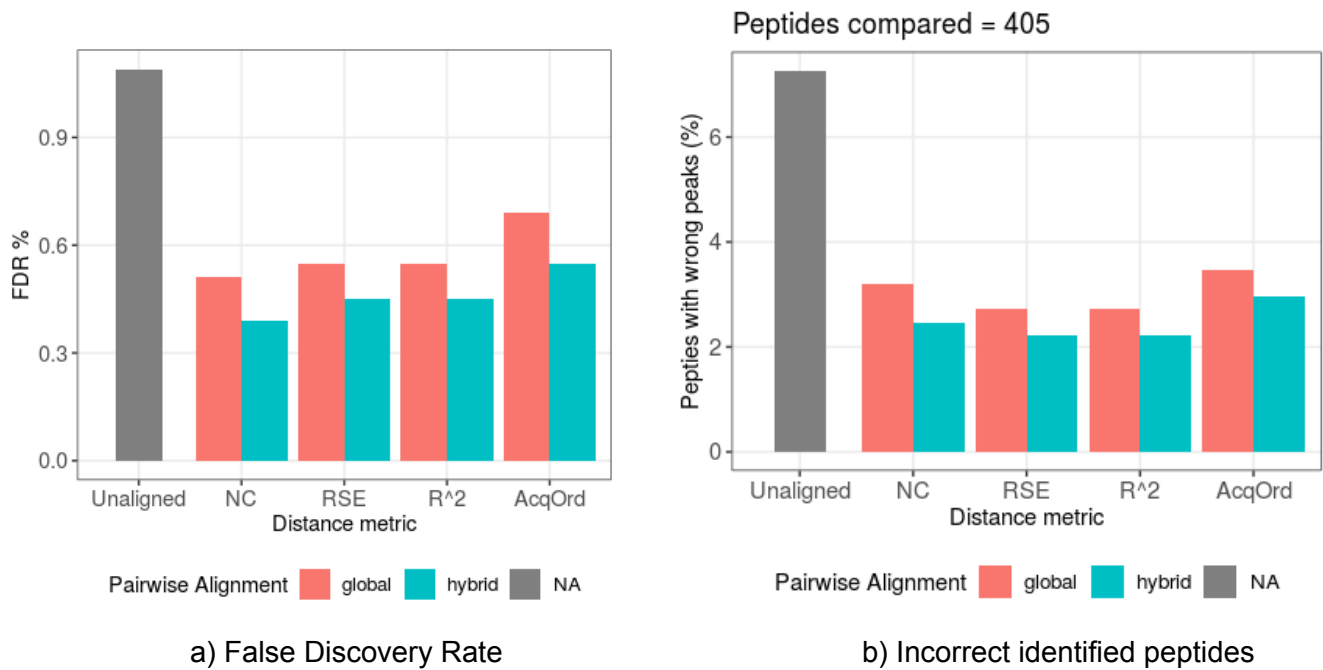 FDR %
0.9
0.6
0.3
0.0
Unaligned NC RSE R^2 AcqOrd
Distance metric
Pairwise Alignment global hybrid NA
a) False Discovery Rate
Peptides compared = 405
Pepties with wrong peaks (%)
6
4
2
0
Unaligned NC RSE R^2 AcqOrd
Distance metric
Pairwise Alignment global hybrid NA
b) Incorrect identified peptides